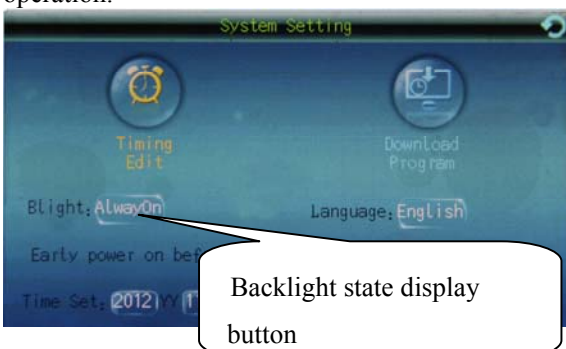 operation.
System Setting
Timing
Edit
Download
Program
Blight: AlwayOn
Language: English
Early power on bef
Time Set: 2012 YY 1
Backlight state display
button